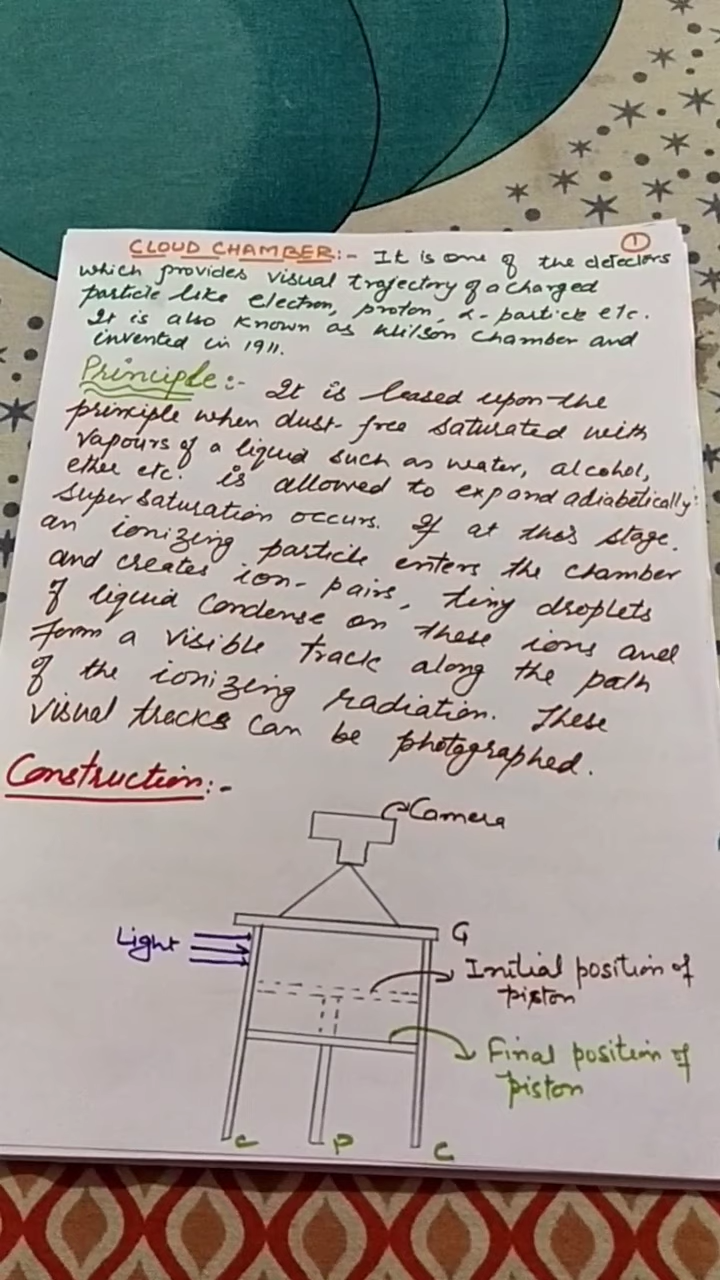 ①
CLOUD CHAMBER:- It is one of the detectors
which provides visual trajectory of a charged
particle like electron, proton, α-particle etc.
It is also known as Wilson chamber and
invented in 1911.
Principle:- It is based upon the
principle when dust-free saturated with
vapours of a liquid such as water, alcohol,
ether etc. is allowed to expand adiabetically
supersaturation occurs. If at this stage.
an ionizing particle enters the chamber
and creates ion-pairs, tiny droplets
of liquid condense on these ions and
form a visible track along the path
of the ionizing radiation. These
visual tracks can be photographed.
Construction:-
Camera
Light
G
Initial position of
piston
Final position of
piston
C P C